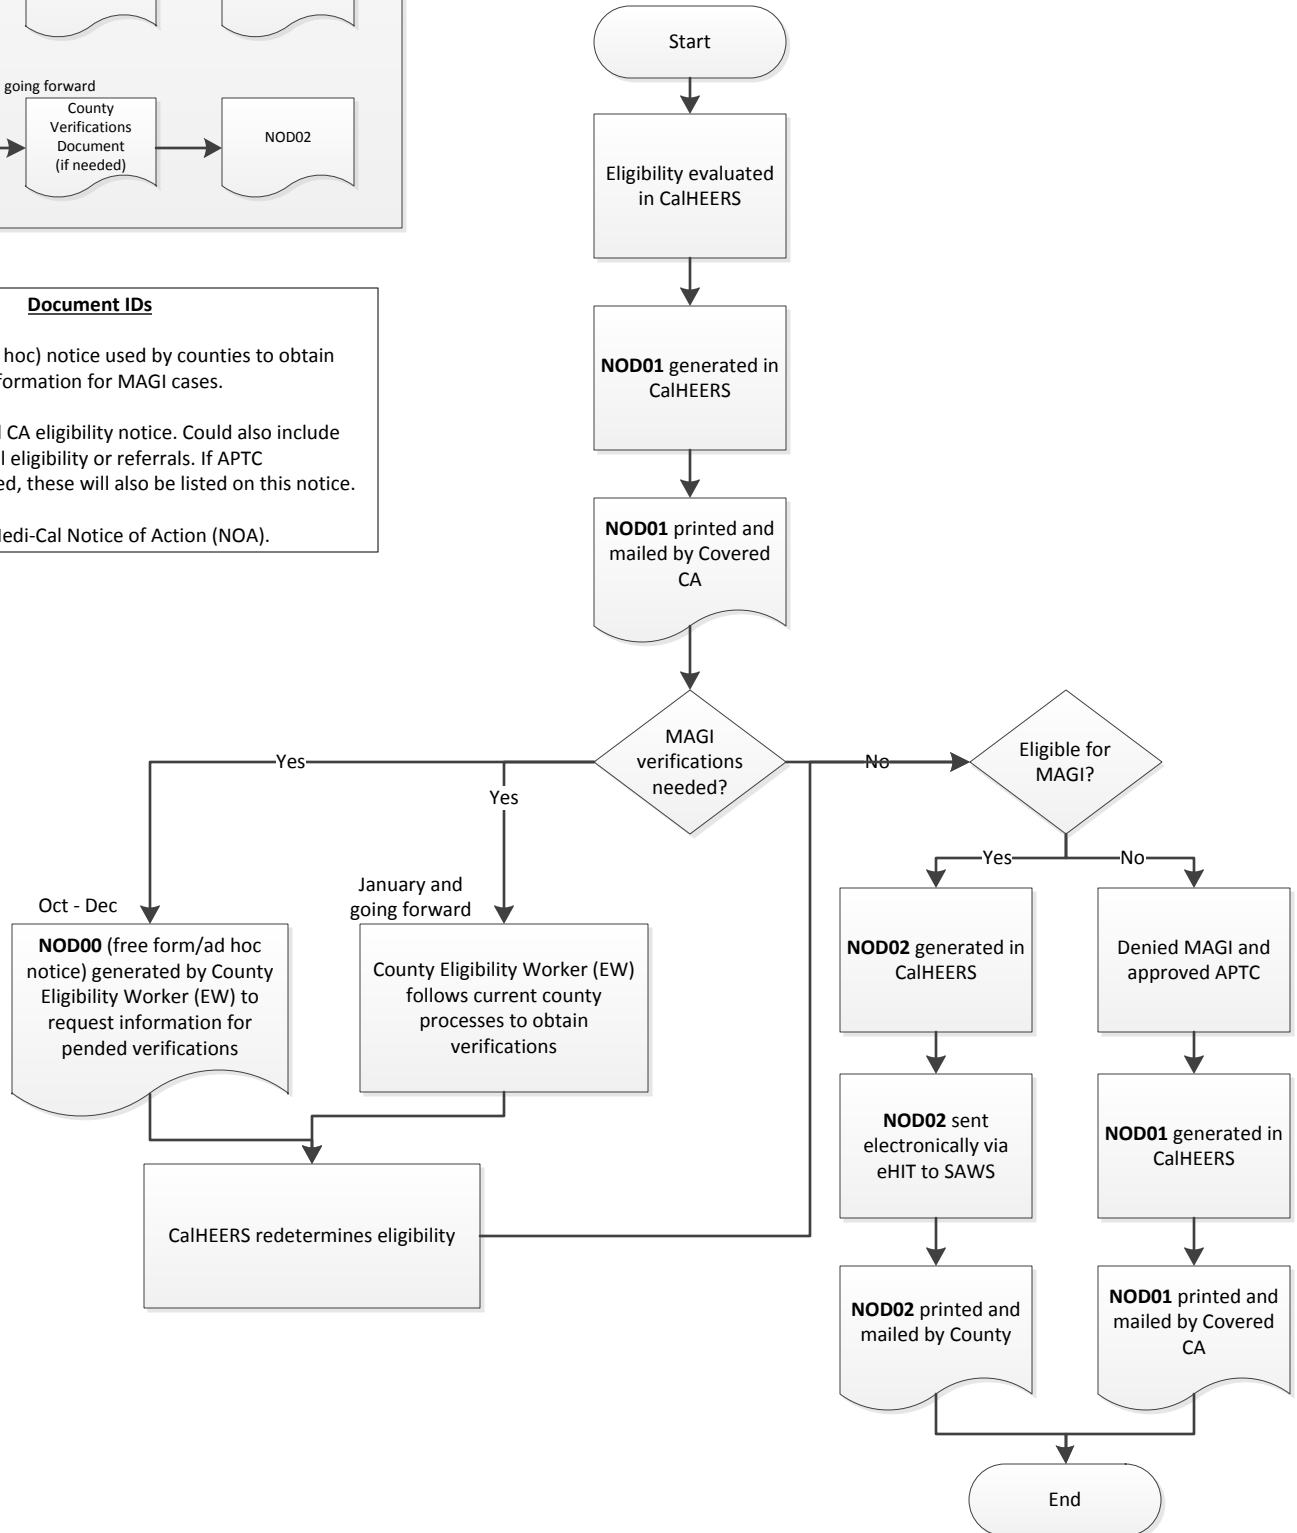 going forward
County
Verifications
Document
(if needed)
NOD02
Document IDs
hoc) notice used by counties to obtain
formation for MAGI cases.
CA eligibility notice. Could also include
eligibility or referrals. If APTC
ed, these will also be listed on this notice.
Medi-Cal Notice of Action (NOA).
Start
Eligibility evaluated
in CalHEERS
NOD01 generated in
CalHEERS
NOD01 printed and
mailed by Covered
CA
MAGI
verifications
needed?
Yes
Yes
No
Eligible for
MAGI?
Yes
No
Oct - Dec
NOD00 (free form/ad hoc
notice) generated by County
Eligibility Worker (EW) to
request information for
pended verifications
January and
going forward
County Eligibility Worker (EW)
follows current county
processes to obtain
verifications
CalHEERS redetermines eligibility
NOD02 generated in
CalHEERS
NOD02 sent
electronically via
eHIT to SAWS
NOD02 printed and
mailed by County
Denied MAGI and
approved APTC
NOD01 generated in
CalHEERS
NOD01 printed and
mailed by Covered
CA
End